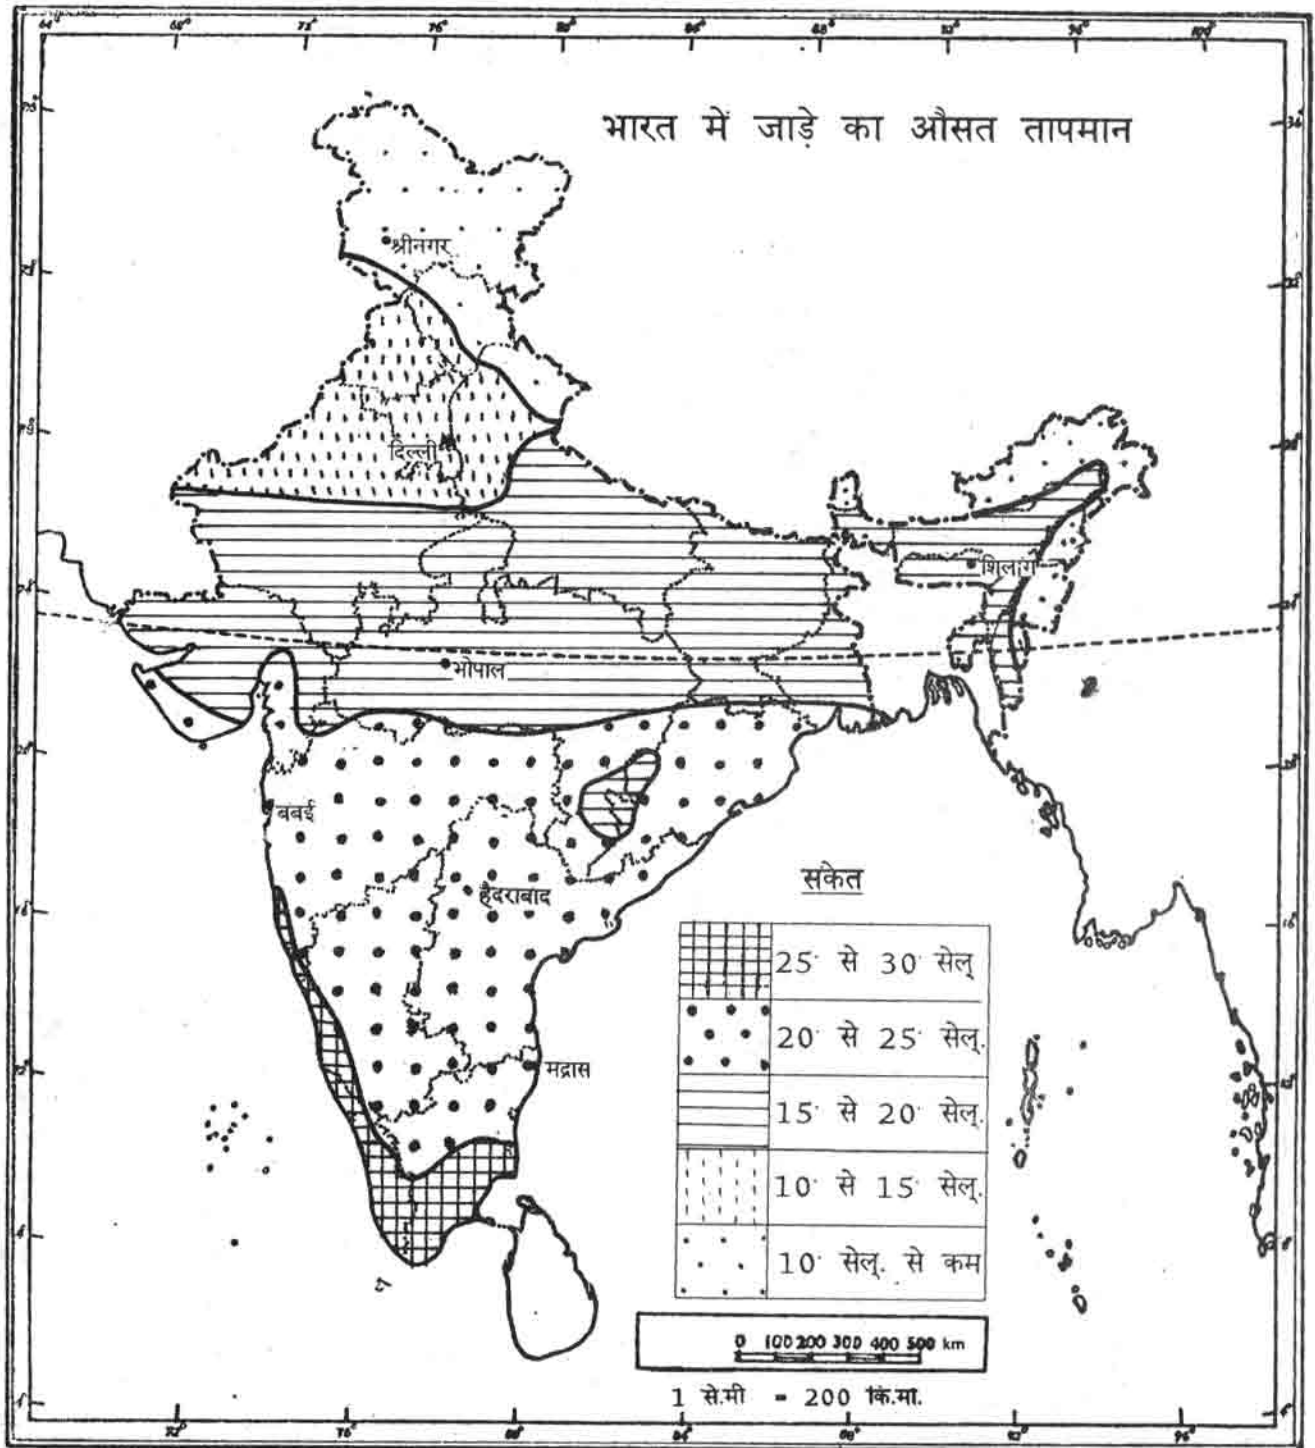 भारत में जाड़े का औसत तापमान
श्रीनगर
दिल्ली
शिलांग
भोपाल
बबई
हैदराबाद
मद्रास
संकेत
25° से 30° सेल्
20° से 25° सेल्.
15° से 20° सेल्.
10° से 15° सेल्.
10° सेल्. से कम
0 100 200 300 400 500 km
1 से.मी = 200 कि.मी.